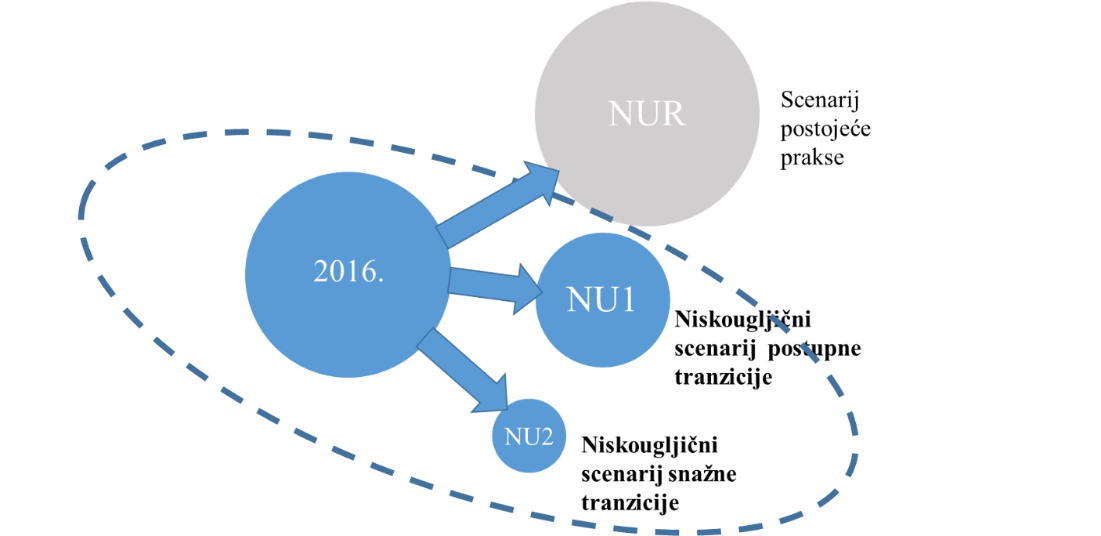 NUR
Scenarij
postojeće
prakse
2016.
NU1
Niskougljični
scenarij postupne
tranzicije
NU2
Niskougljični
scenarij snažne
tranzicije